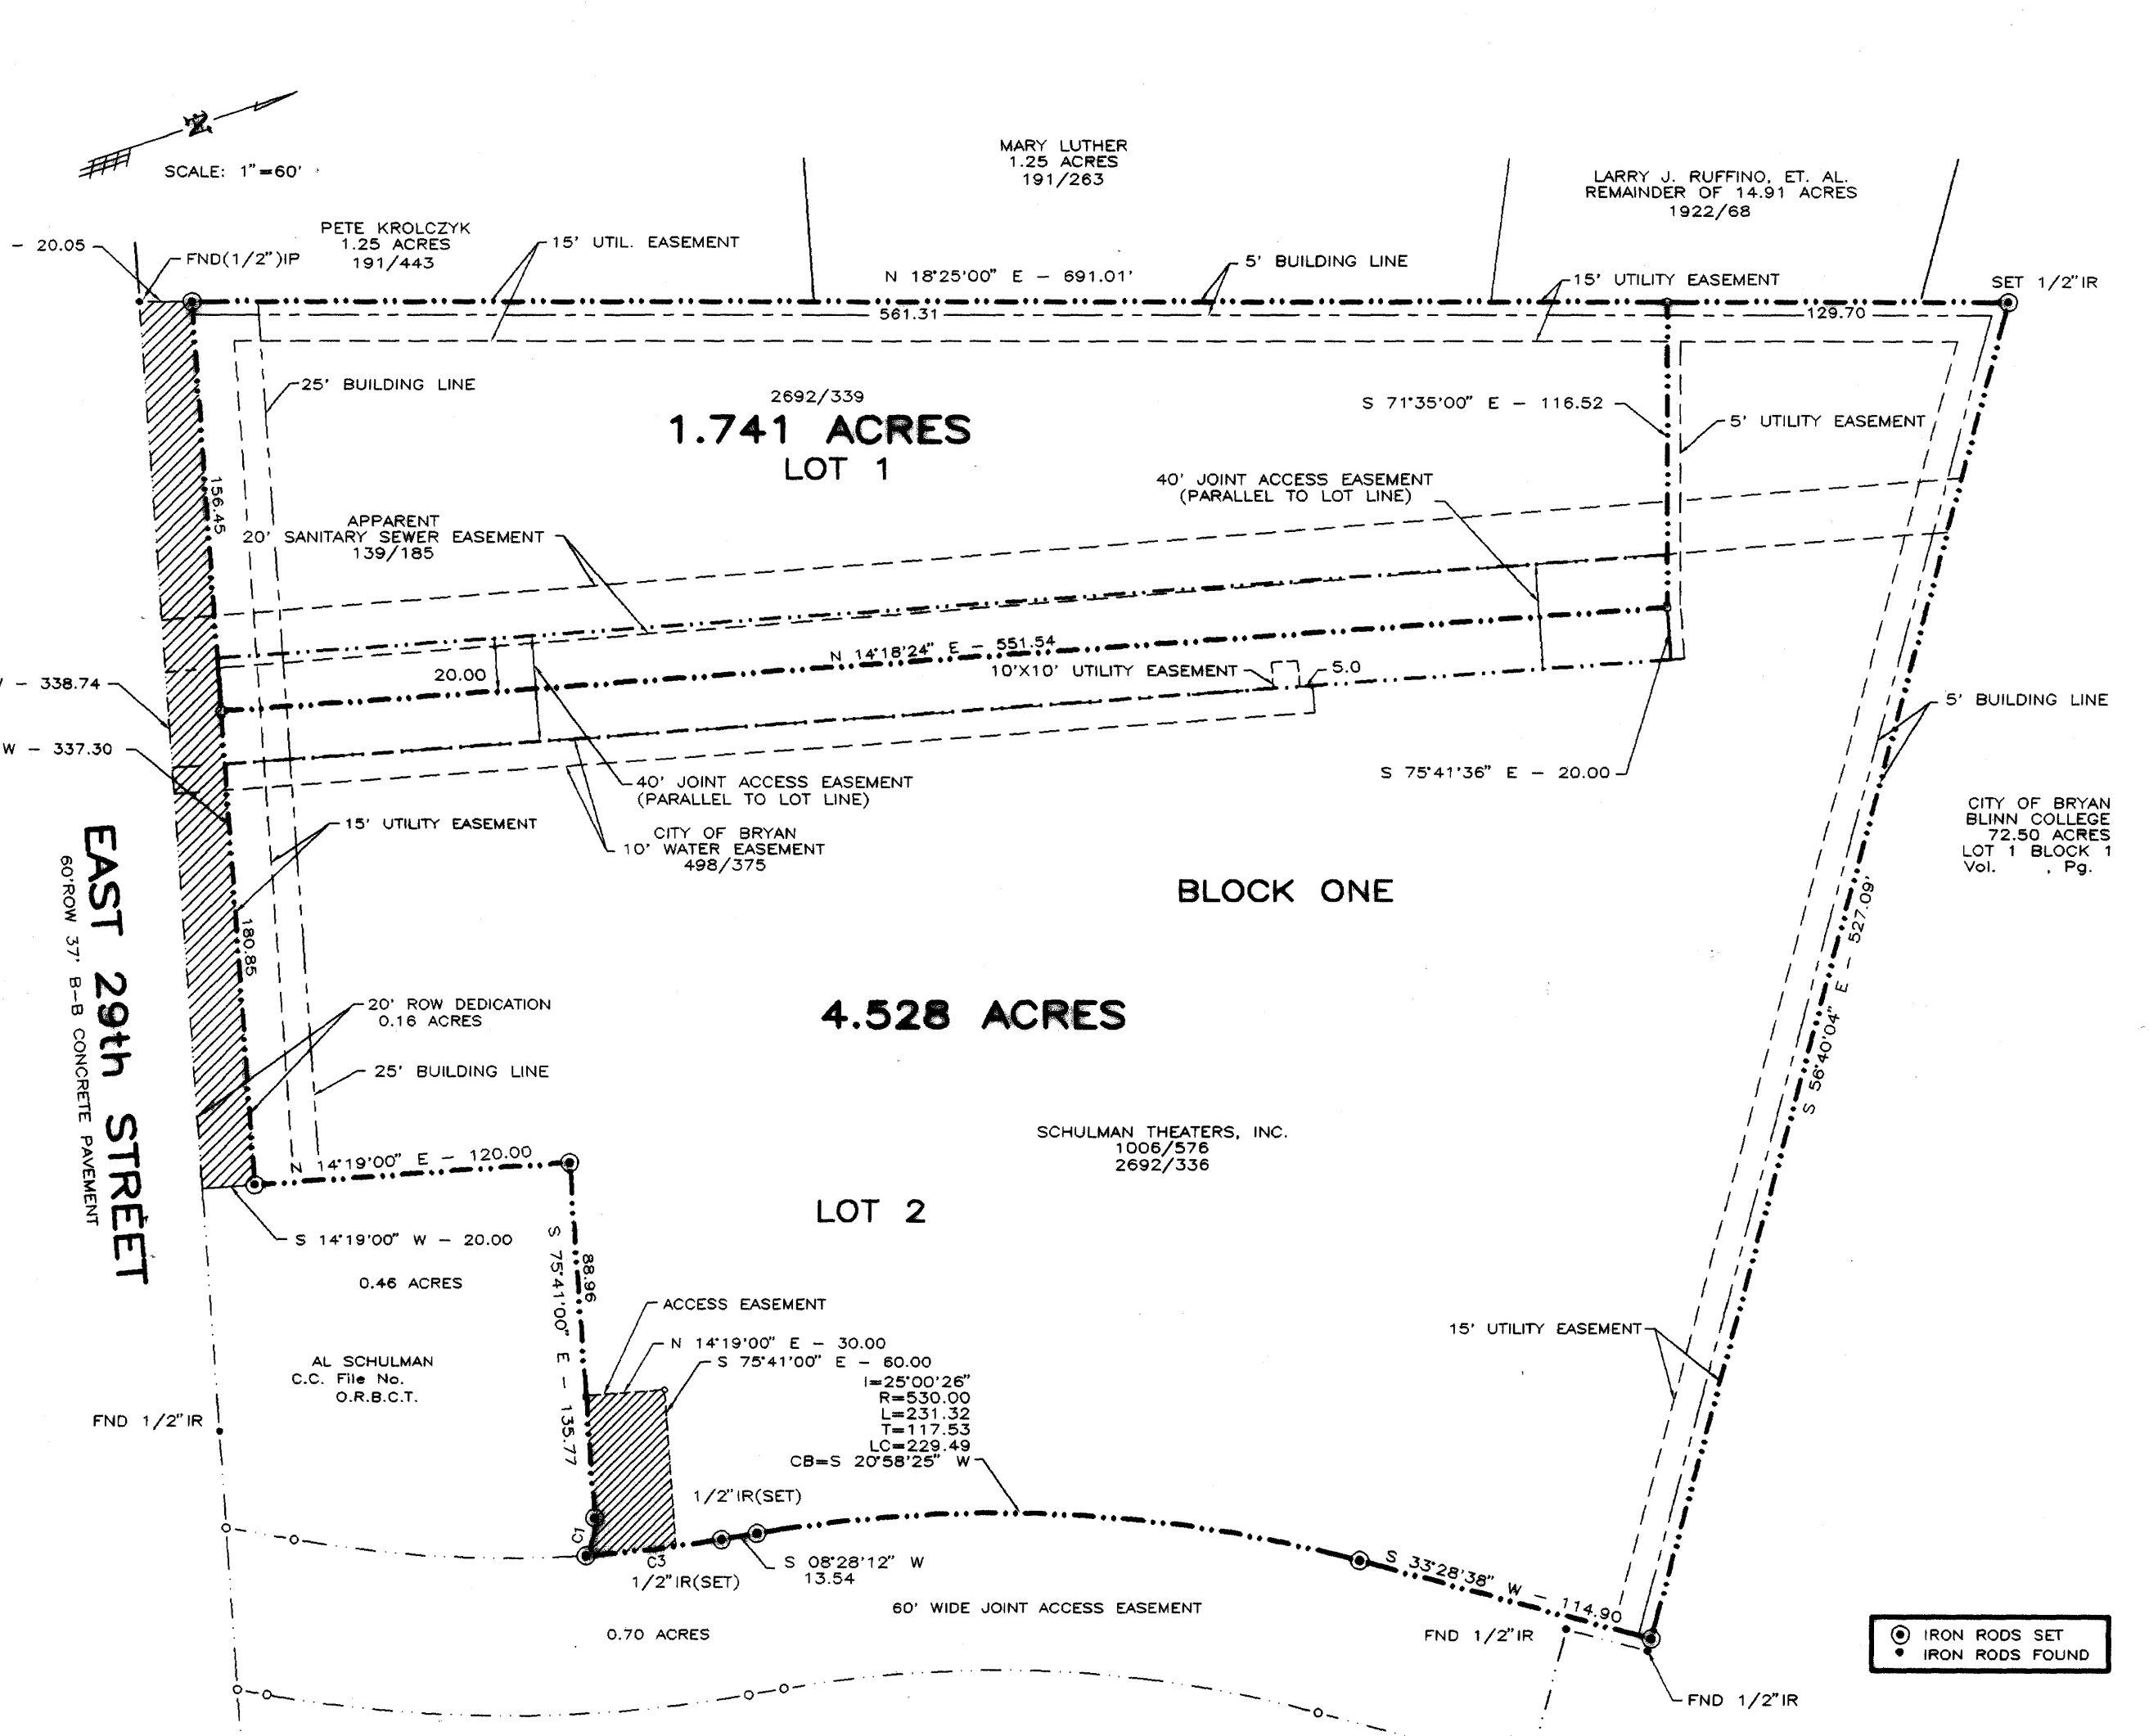 N
SCALE: 1"=60'
MARY LUTHER
1.25 ACRES
191/263
LARRY J. RUFFINO, ET. AL.
REMAINDER OF 14.91 ACRES
1922/68
PETE KROLCZYK
1.25 ACRES
191/443
- 20.05
FND(1/2")IP
15' UTIL. EASEMENT
N 18°25'00" E - 691.01'
5' BUILDING LINE
15' UTILITY EASEMENT
SET 1/2"IR
561.31
129.70
25' BUILDING LINE
2692/339
1.741 ACRES
LOT 1
S 71°35'00" E - 116.52
5' UTILITY EASEMENT
156.45
40' JOINT ACCESS EASEMENT
(PARALLEL TO LOT LINE)
APPARENT
20' SANITARY SEWER EASEMENT
139/185
N 14°18'24" E - 551.54
20.00
10'X10' UTILITY EASEMENT
5.0
- 338.74
W - 337.30
5' BUILDING LINE
S 75°41'36" E - 20.00
40' JOINT ACCESS EASEMENT
(PARALLEL TO LOT LINE)
15' UTILITY EASEMENT
CITY OF BRYAN
10' WATER EASEMENT
498/375
CITY OF BRYAN
BLINN COLLEGE
72.50 ACRES
LOT 1 BLOCK 1
Vol. , Pg.
EAST 29th STREET
60'ROW 37' B-B CONCRETE PAVEMENT
BLOCK ONE
180.85
S 56°40'04" E - 527.09'
20' ROW DEDICATION
0.16 ACRES
4.528 ACRES
25' BUILDING LINE
SCHULMAN THEATERS, INC.
1006/576
2692/336
N 14°19'00" E - 120.00
LOT 2
S 14°19'00" W - 20.00
88.96
S 75°41'00" E - 135.77
0.46 ACRES
ACCESS EASEMENT
N 14°19'00" E - 30.00
S 75°41'00" E - 60.00
15' UTILITY EASEMENT
AL SCHULMAN
C.C. File No.
O.R.B.C.T.
I=25°00'26"
R=530.00
L=231.32
T=117.53
LC=229.49
CB=S 20°58'25" W
FND 1/2"IR
1/2"IR(SET)
C3
S 08°28'12" W
13.54
1/2"IR(SET)
S 33°28'38" W - 114.90
60' WIDE JOINT ACCESS EASEMENT
0.70 ACRES
FND 1/2"IR
IRON RODS SET
IRON RODS FOUND
FND 1/2"IR